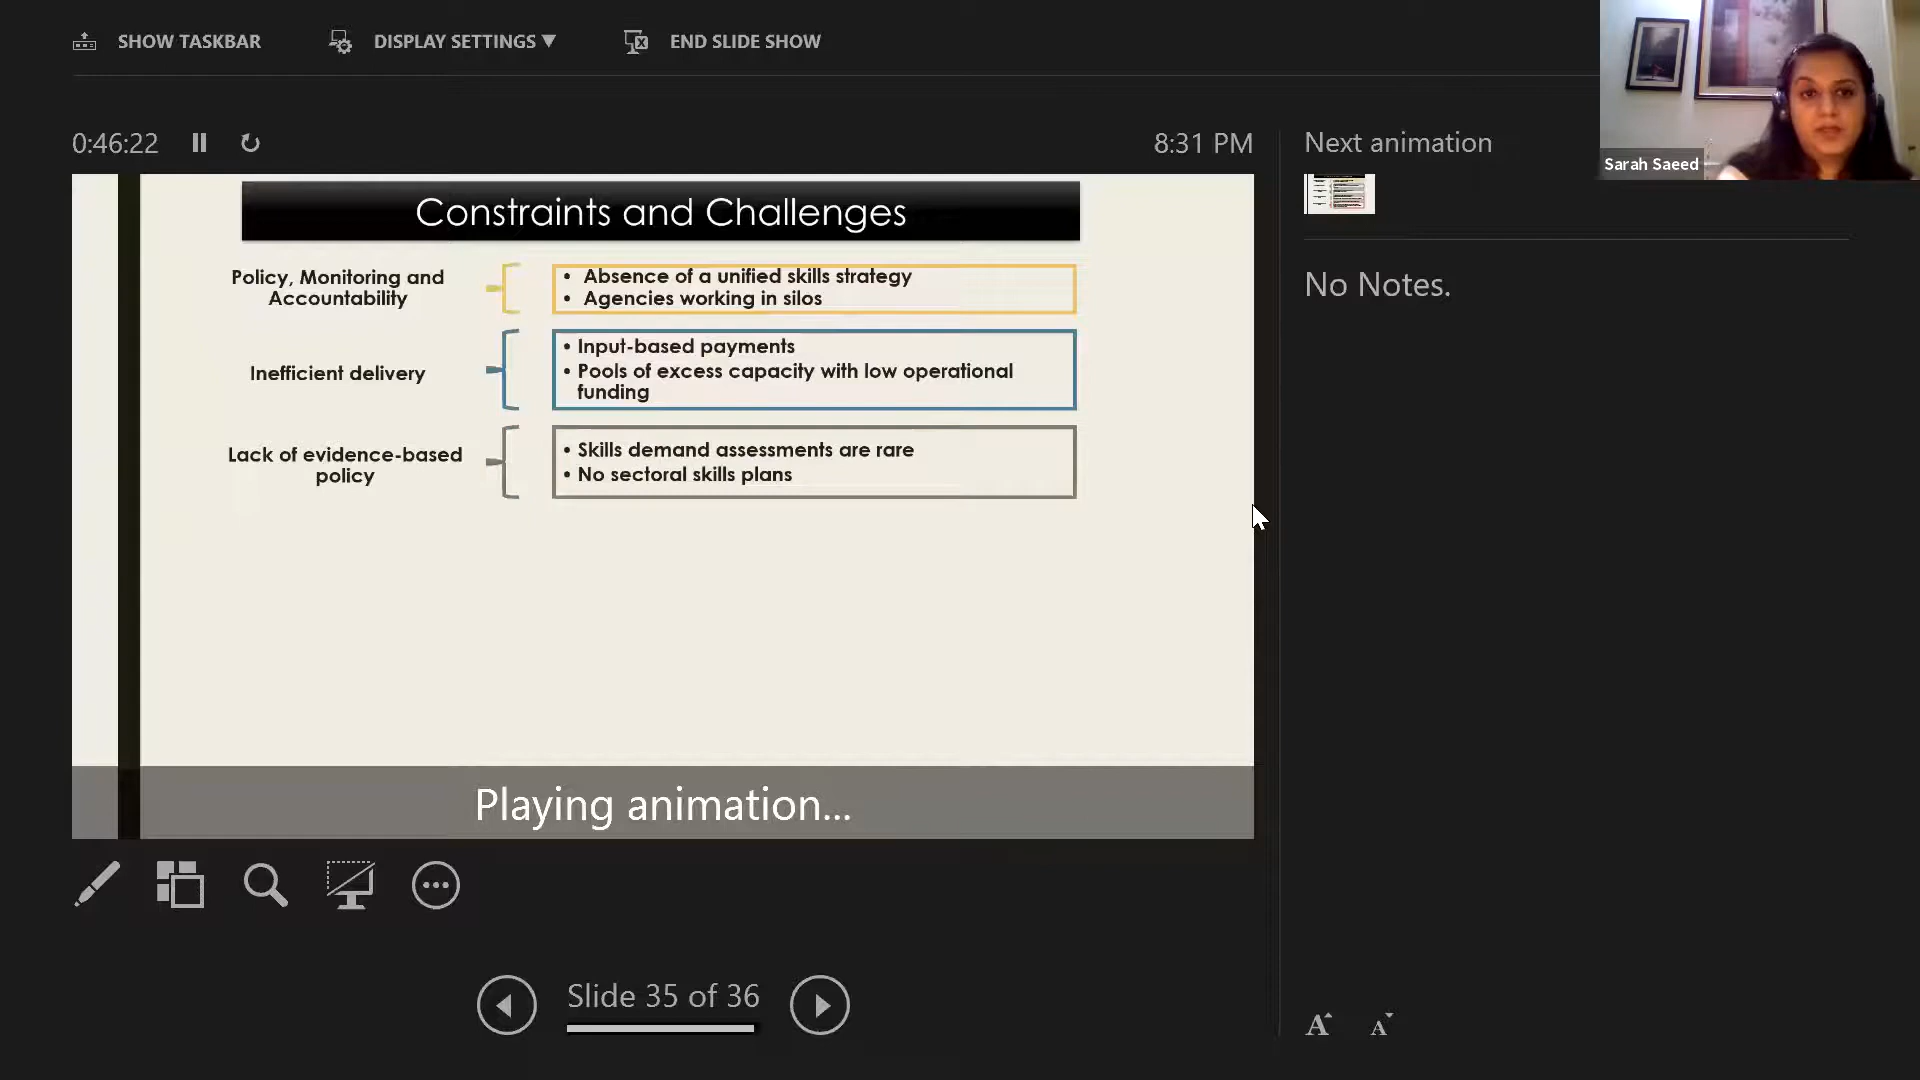 SHOW TASKBAR
DISPLAY SETTINGS ▼
END SLIDE SHOW
Sarah Saeed
0:46:22
8:31 PM
Next animation
No Notes.
Constraints and Challenges
Policy, Monitoring and
Accountability
• Absence of a unified skills strategy
• Agencies working in silos
Inefficient delivery
• Input-based payments
• Pools of excess capacity with low operational
funding
Lack of evidence-based
policy
• Skills demand assessments are rare
• No sectoral skills plans
Playing animation...
Slide 35 of 36
A A